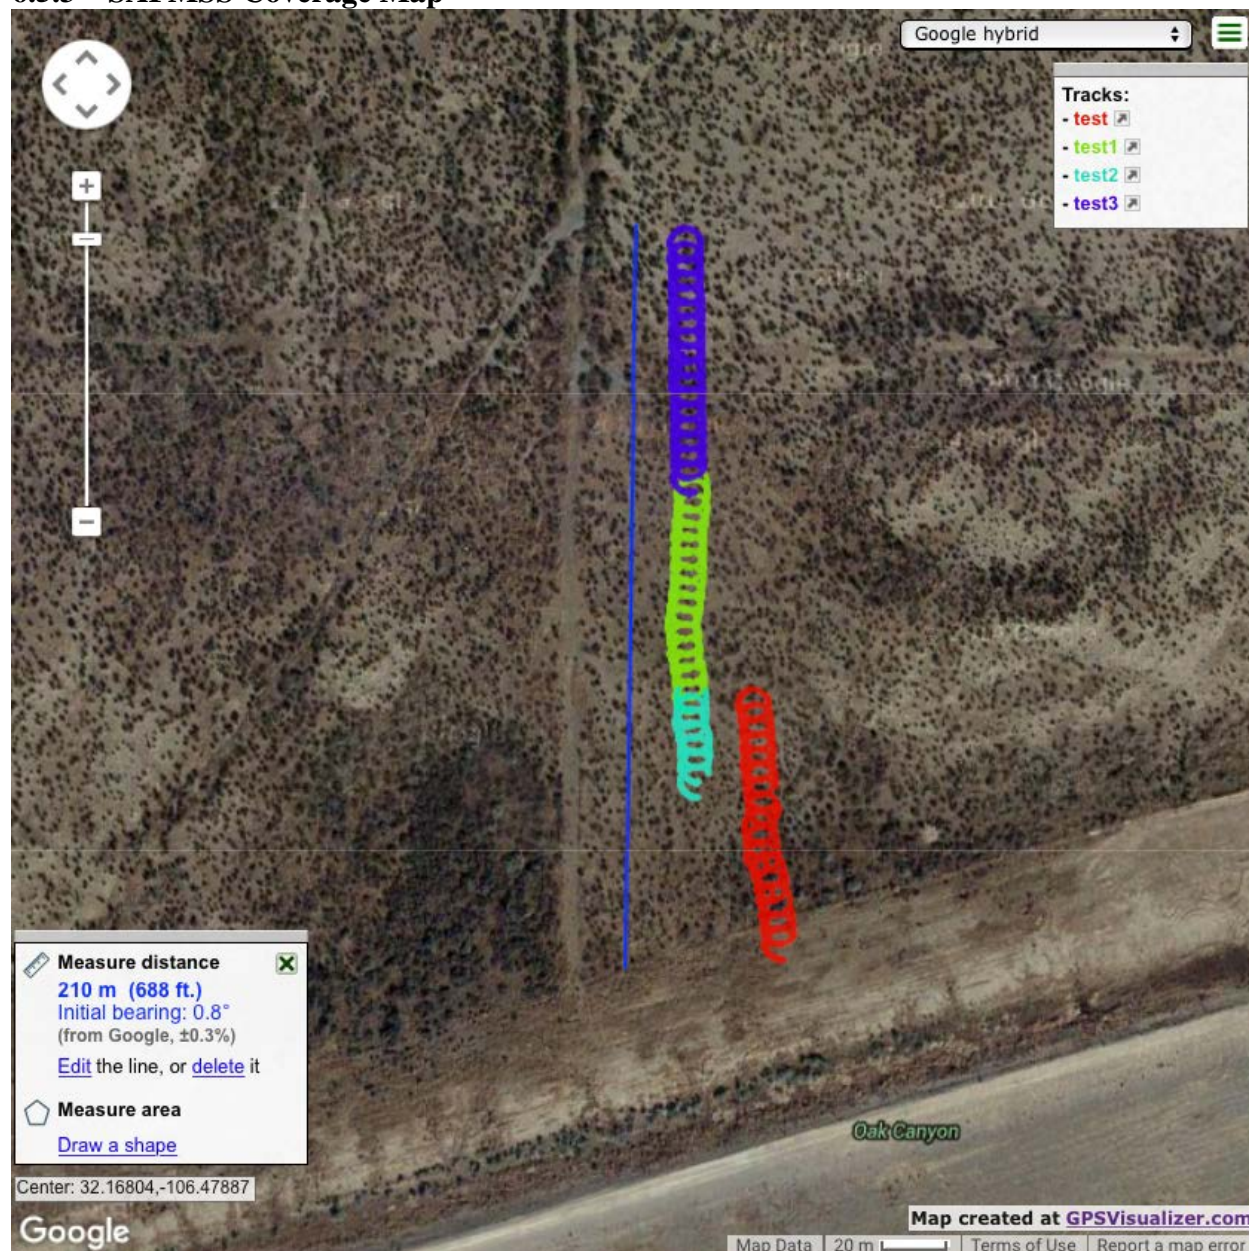 Google hybrid
Tracks:
- test
- test1
- test2
- test3
Measure distance
210 m (688 ft.)
Initial bearing: 0.8°
(from Google, ±0.3%)
Edit the line, or delete it
Measure area
Draw a shape
Oak Canyon
Center: 32.16804,-106.47887
Google
Map created at GPSVisualizer.com
Map Data
20 m
Terms of Use
Report a map error